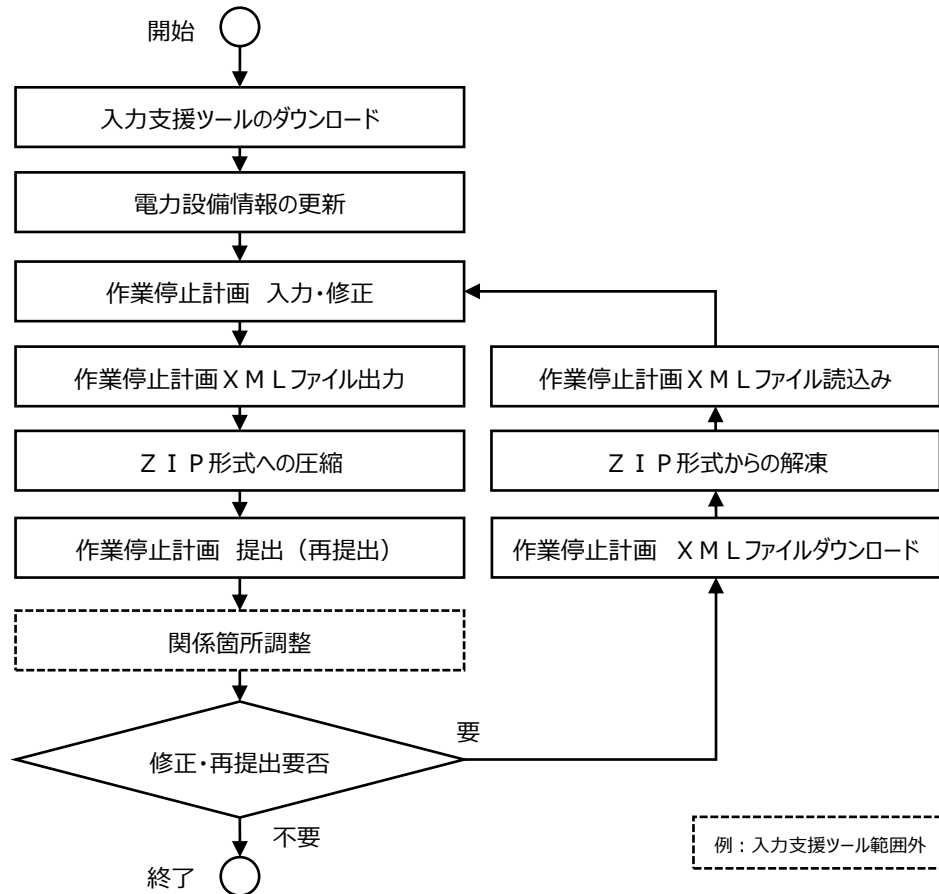 開始
入力支援ツールのダウンロード
電力設備情報の更新
作業停止計画　入力・修正
作業停止計画ＸＭＬファイル出力
ＺＩＰ形式への圧縮
作業停止計画 提出（再提出）
関係箇所調整
修正・再提出要否
要
不要
終了
作業停止計画ＸＭＬファイル読込み
ＺＩＰ形式からの解凍
作業停止計画　ＸＭＬファイルダウンロード
例：入力支援ツール範囲外